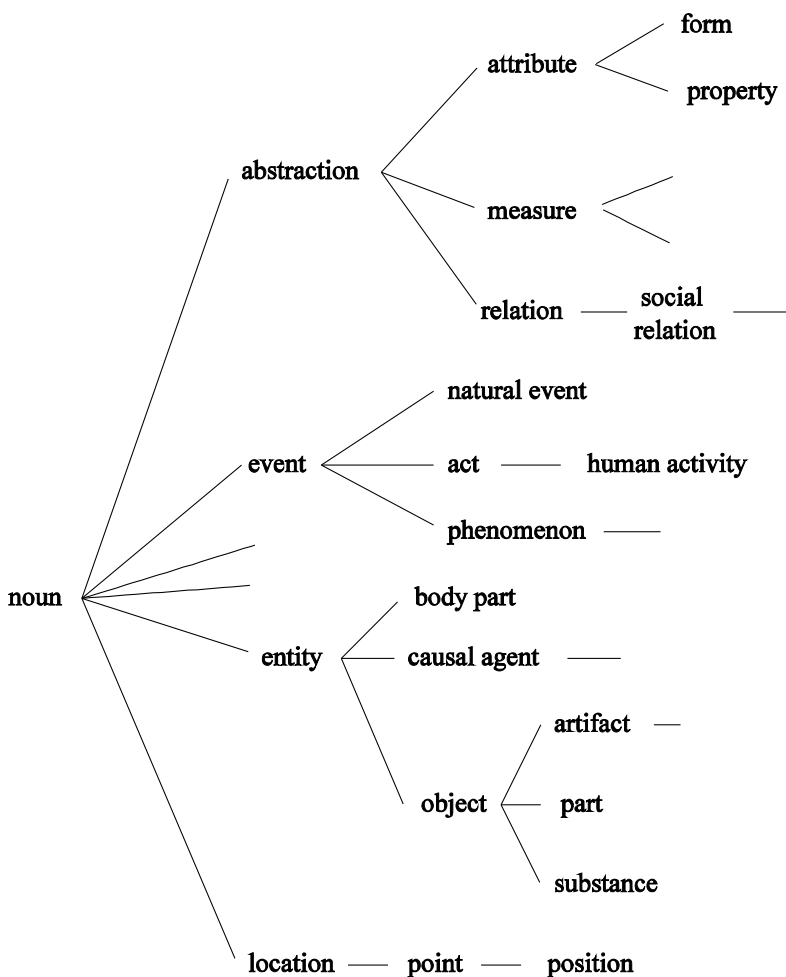 form
attribute
property
abstraction
measure
social
relation
relation
natural event
event
act
human activity
phenomenon
noun
body part
entity
causal agent
artifact
object
part
substance
location
point
position